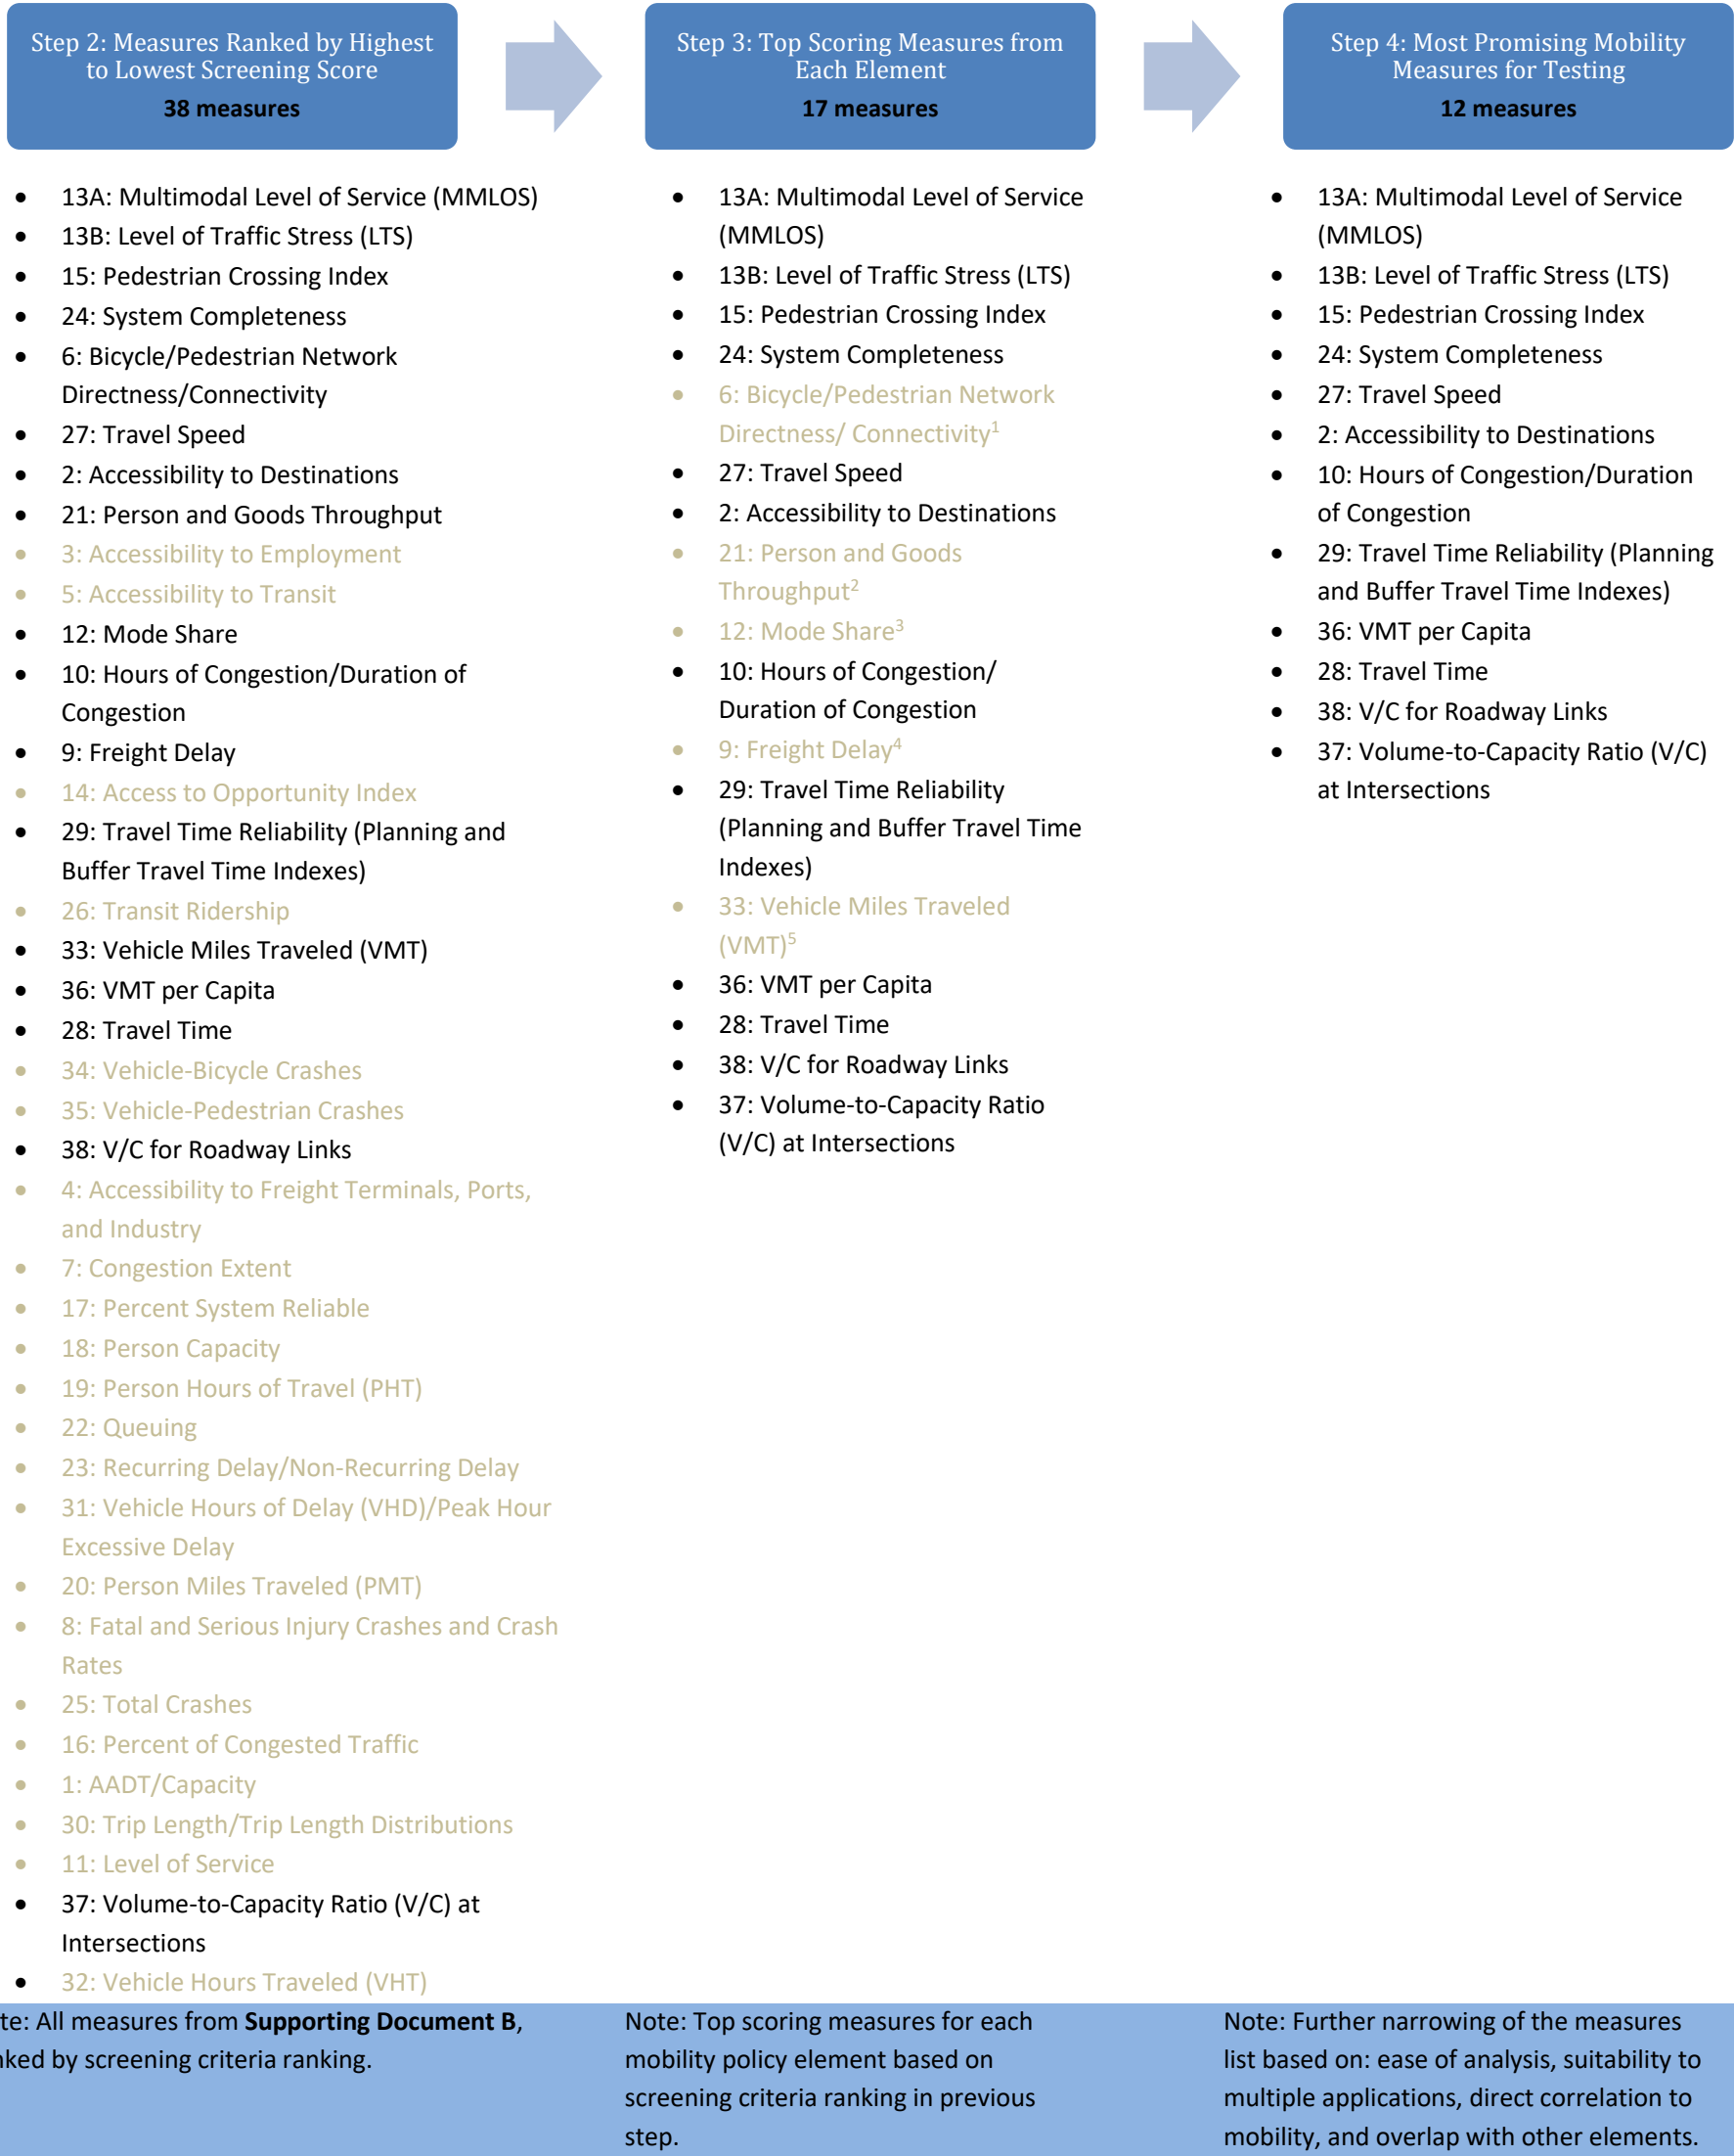 Step 2: Measures Ranked by Highest
to Lowest Screening Score
38 measures
Step 3: Top Scoring Measures from
Each Element
17 measures
Step 4: Most Promising Mobility
Measures for Testing
12 measures
• 13A: Multimodal Level of Service (MMLOS)
• 13B: Level of Traffic Stress (LTS)
• 15: Pedestrian Crossing Index
• 24: System Completeness
• 6: Bicycle/Pedestrian Network
Directness/Connectivity
• 27: Travel Speed
• 2: Accessibility to Destinations
• 21: Person and Goods Throughput
• 3: Accessibility to Employment
• 5: Accessibility to Transit
• 12: Mode Share
• 10: Hours of Congestion/Duration of
Congestion
• 9: Freight Delay
• 14: Access to Opportunity Index
• 29: Travel Time Reliability (Planning and
Buffer Travel Time Indexes)
• 26: Transit Ridership
• 33: Vehicle Miles Traveled (VMT)
• 36: VMT per Capita
• 28: Travel Time
• 34: Vehicle-Bicycle Crashes
• 35: Vehicle-Pedestrian Crashes
• 38: V/C for Roadway Links
• 4: Accessibility to Freight Terminals, Ports,
and Industry
• 7: Congestion Extent
• 17: Percent System Reliable
• 18: Person Capacity
• 19: Person Hours of Travel (PHT)
• 22: Queuing
• 23: Recurring Delay/Non-Recurring Delay
• 31: Vehicle Hours of Delay (VHD)/Peak Hour
Excessive Delay
• 20: Person Miles Traveled (PMT)
• 8: Fatal and Serious Injury Crashes and Crash
Rates
• 25: Total Crashes
• 16: Percent of Congested Traffic
• 1: AADT/Capacity
• 30: Trip Length/Trip Length Distributions
• 11: Level of Service
• 37: Volume-to-Capacity Ratio (V/C) at
Intersections
• 32: Vehicle Hours Traveled (VHT)
• 13A: Multimodal Level of Service
(MMLOS)
• 13B: Level of Traffic Stress (LTS)
• 15: Pedestrian Crossing Index
• 24: System Completeness
• 6: Bicycle/Pedestrian Network
Directness/ Connectivity¹
• 27: Travel Speed
• 2: Accessibility to Destinations
• 21: Person and Goods
Throughput²
• 12: Mode Share³
• 10: Hours of Congestion/
Duration of Congestion
• 9: Freight Delay⁴
• 29: Travel Time Reliability
(Planning and Buffer Travel Time
Indexes)
• 33: Vehicle Miles Traveled
(VMT)⁵
• 36: VMT per Capita
• 28: Travel Time
• 38: V/C for Roadway Links
• 37: Volume-to-Capacity Ratio
(V/C) at Intersections
• 13A: Multimodal Level of Service
(MMLOS)
• 13B: Level of Traffic Stress (LTS)
• 15: Pedestrian Crossing Index
• 24: System Completeness
• 27: Travel Speed
• 2: Accessibility to Destinations
• 10: Hours of Congestion/Duration
of Congestion
• 29: Travel Time Reliability (Planning
and Buffer Travel Time Indexes)
• 36: VMT per Capita
• 28: Travel Time
• 38: V/C for Roadway Links
• 37: Volume-to-Capacity Ratio (V/C)
at Intersections
te: All measures from Supporting Document B,
nked by screening criteria ranking.
Note: Top scoring measures for each
mobility policy element based on
screening criteria ranking in previous
step.
Note: Further narrowing of the measures
list based on: ease of analysis, suitability to
multiple applications, direct correlation to
mobility, and overlap with other elements.